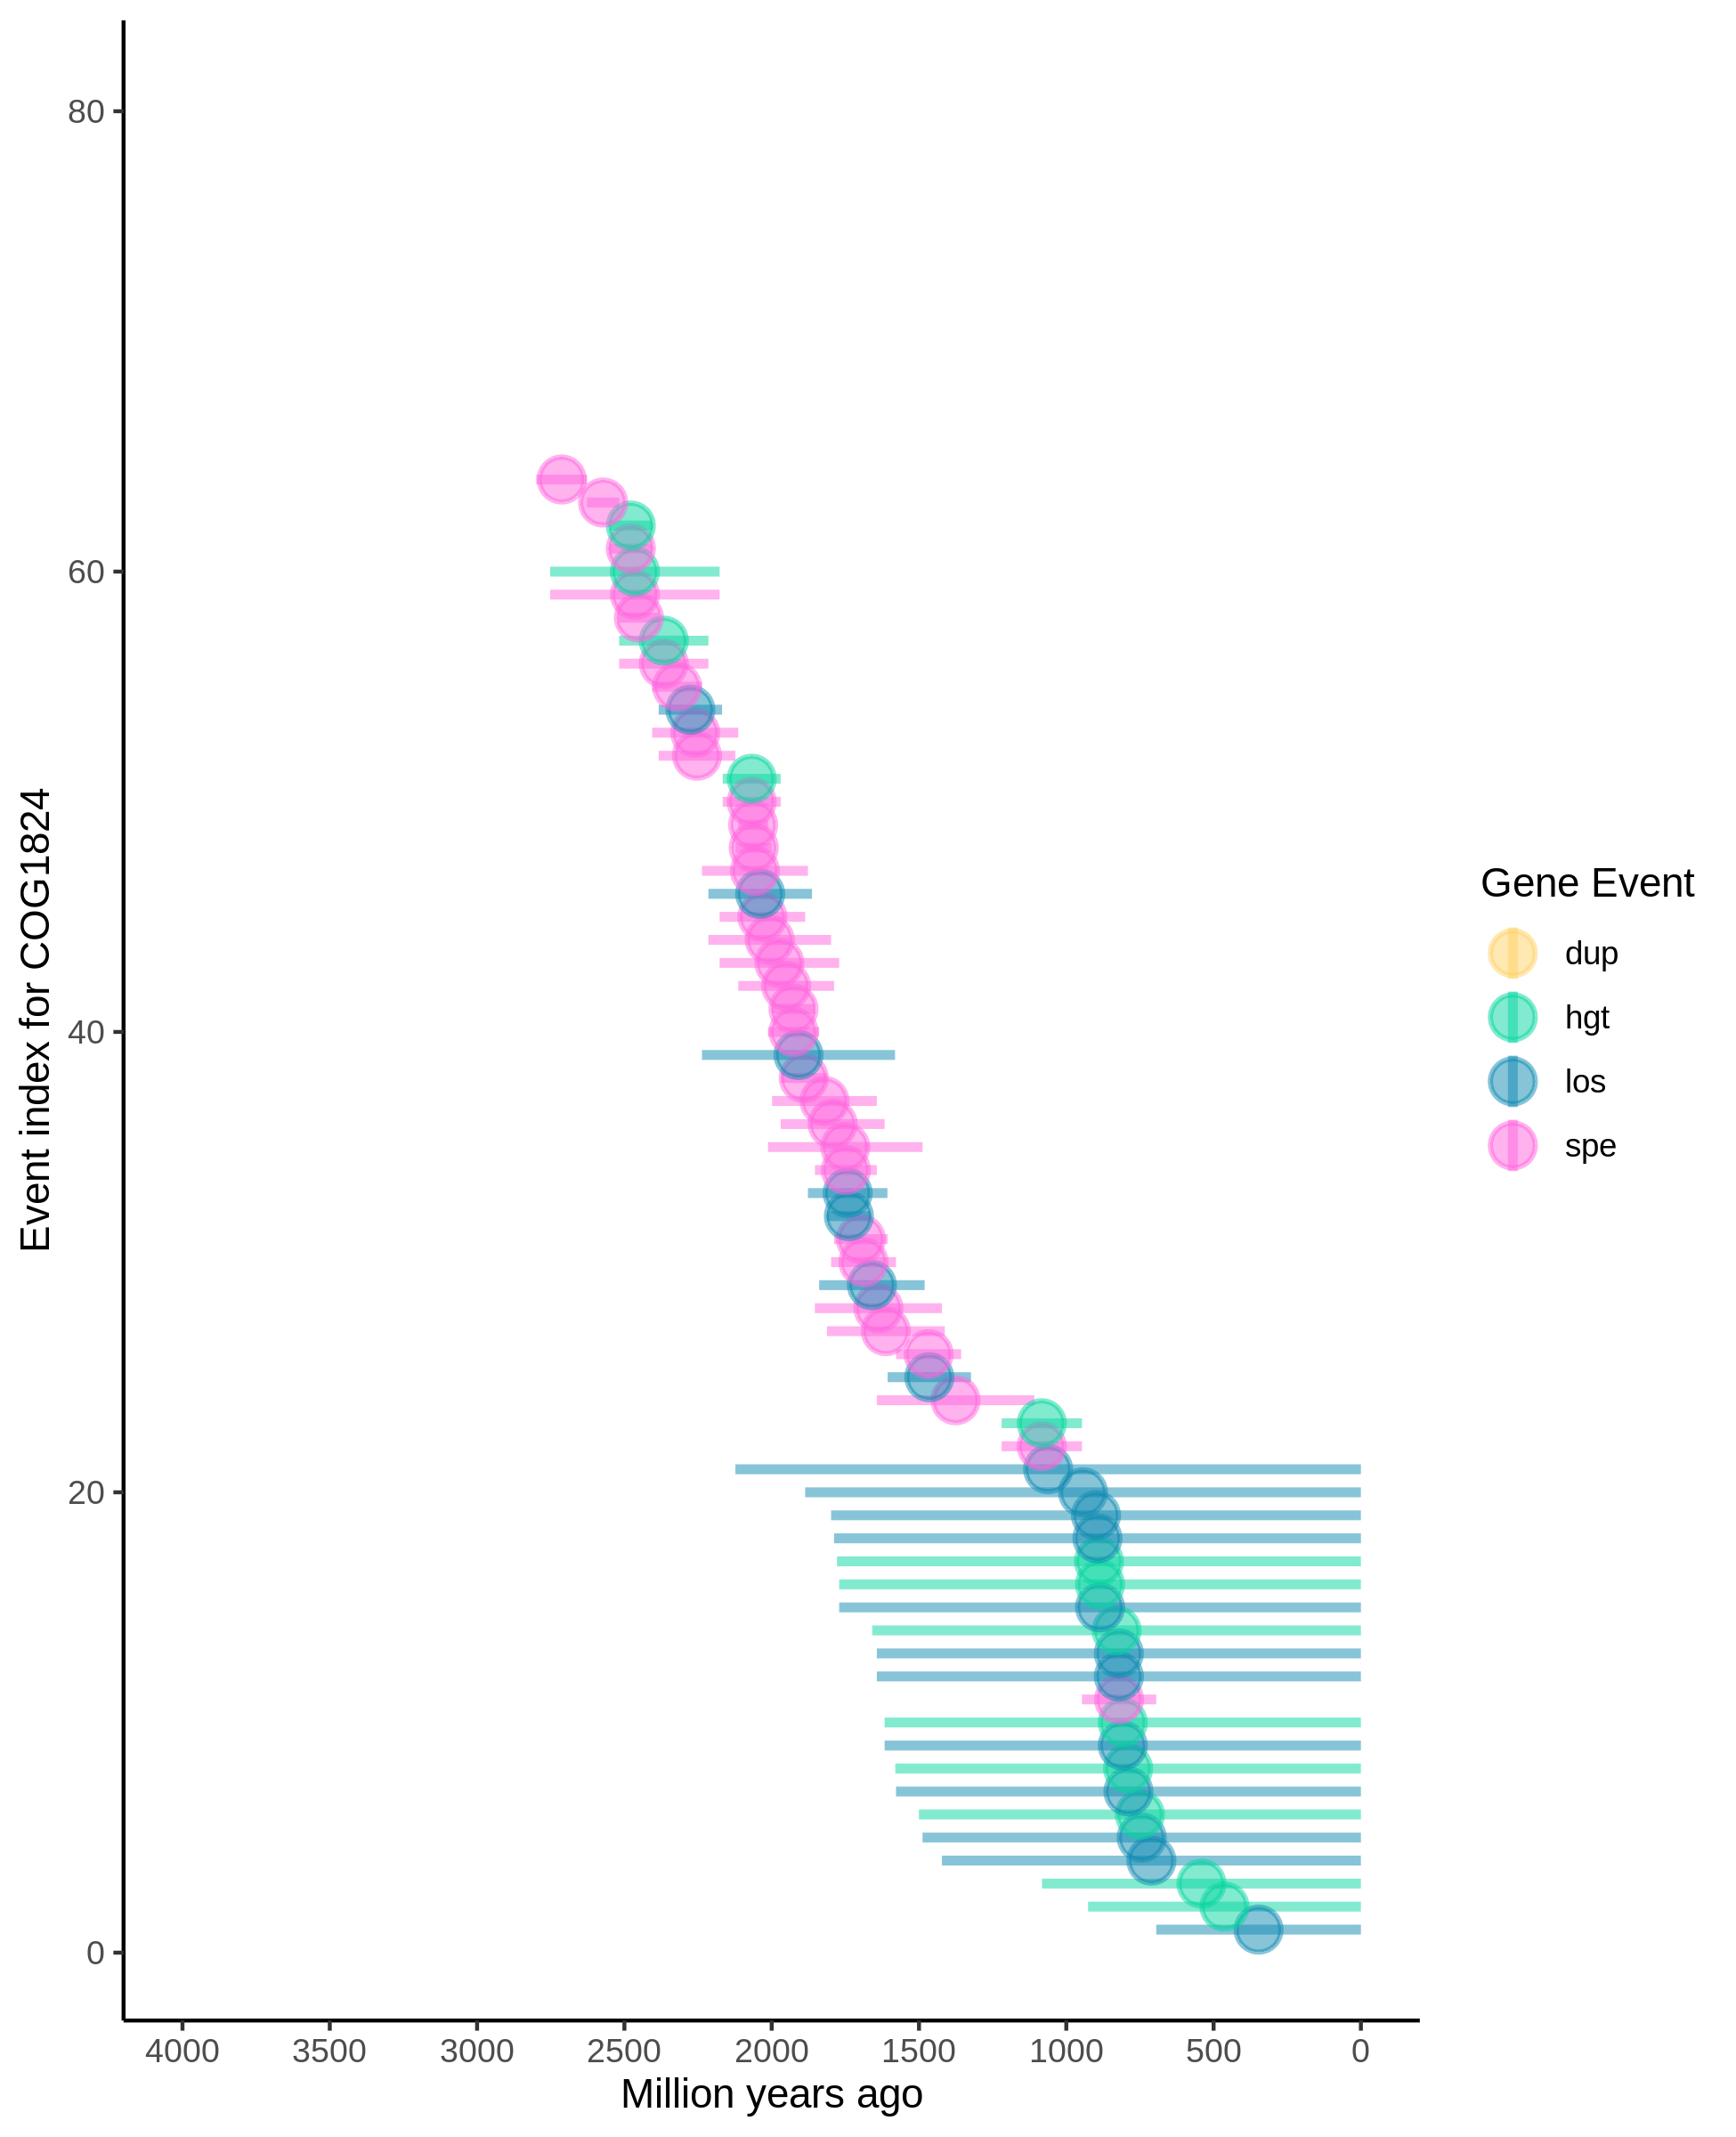 80
60
40
20
0
Event index for COG1824
4000 3500 3000 2500 2000 1500 1000 500 0
Million years ago
Gene Event
dup
hgt
los
spe